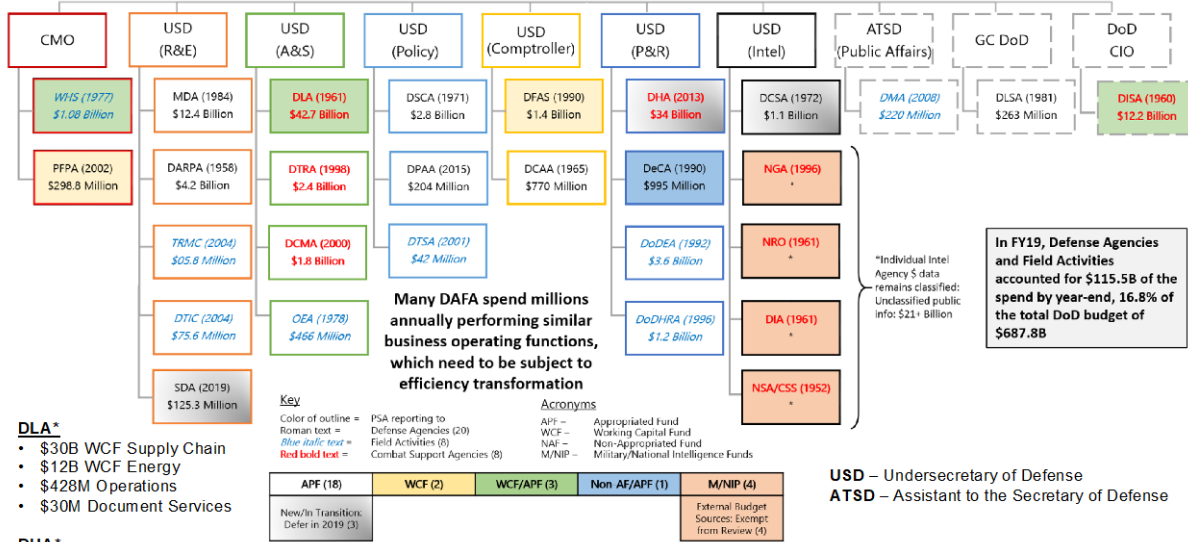 CMO
USD
(R&E)
USD
(A&S)
USD
(Policy)
USD
(Comptroller)
USD
(P&R)
USD
(Intel)
ATSD
(Public Affairs)
GC DoD
DoD
CIO
WHS (1977)
$1.08 Billion
MDA (1984)
$12.4 Billion
DLA (1961)
$42.7 Billion
DSCA (1971)
$2.8 Billion
DFAS (1990)
$1.4 Billion
DHA (2013)
$34 Billion
DCSA (1972)
$1.1 Billion
DMA (2008)
$220 Million
DLSA (1981)
$263 Million
DISA (1960)
$12.2 Billion
PFPA (2002)
$298.8 Million
DARPA (1958)
$4.2 Billion
DTRA (1998)
$2.4 Billion
DPAA (2015)
$204 Million
DCAA (1965)
$770 Million
DeCA (1990)
$995 Million
NGA (1996)
*
TRMC (2004)
$05.8 Million
DCMA (2000)
$1.8 Billion
DTSA (2001)
$42 Million
DoDEA (1992)
$3.6 Billion
NRO (1961)
*
DTIC (2004)
$75.6 Million
OEA (1978)
$466 Million
DoDHRA (1996)
$1.2 Billion
DIA (1961)
*
SDA (2019)
$125.3 Million
NSA/CSS (1952)
*
*Individual Intel
Agency $ data
remains classified:
Unclassified public
info: $21+ Billion
In FY19, Defense Agencies
and Field Activities
accounted for $115.5B of the
spend by year-end, 16.8% of
the total DoD budget of
$687.8B
Many DAFA spend millions
annually performing similar
business operating functions,
which need to be subject to
efficiency transformation
Key
Color of outline = PSA reporting to
Roman text = Defense Agencies (20)
Blue italic text = Field Activities (8)
Red bold text = Combat Support Agencies (8)
Acronyms
APF – Appropriated Fund
WCF – Working Capital Fund
NAF – Non-Appropriated Fund
M/NIP – Military/National Intelligence Funds
APF (18)
WCF (2)
WCF/APF (3)
Non AF/APF (1)
M/NIP (4)
New/In Transition:
Defer in 2019 (3)
External Budget
Sources: Exempt
from Review (4)
DLA*
• $30B WCF Supply Chain
• $12B WCF Energy
• $428M Operations
• $30M Document Services
USD – Undersecretary of Defense
ATSD – Assistant to the Secretary of Defense